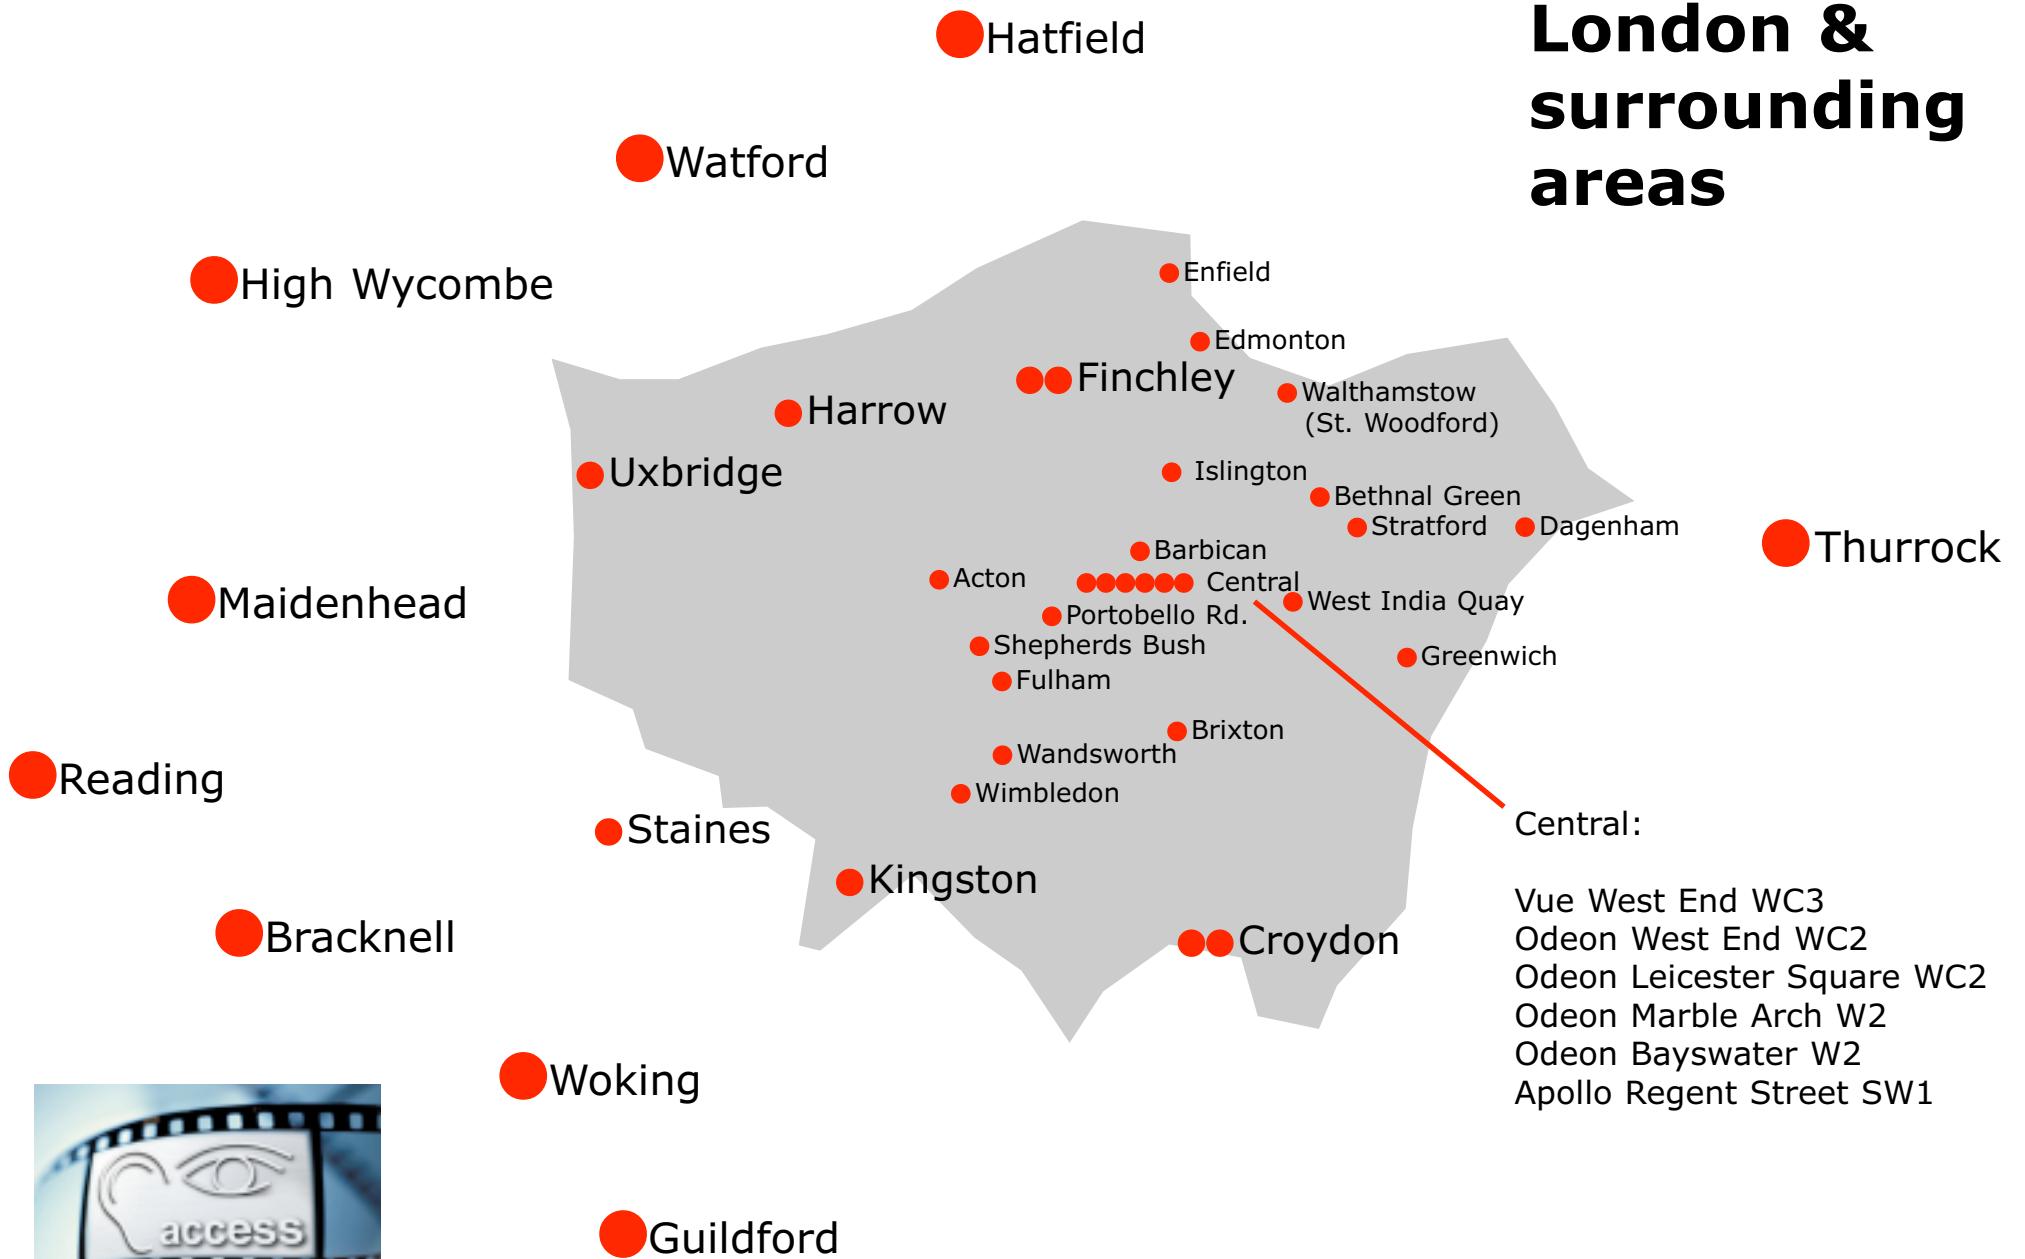 London &
surrounding
areas
Hatfield
Watford
High Wycombe
Enfield
Edmonton
Finchley
Walthamstow
(St. Woodford)
Harrow
Uxbridge
Islington
Bethnal Green
Stratford
Dagenham
Thurrock
Barbican
Acton
Central
Maidenhead
West India Quay
Portobello Rd.
Shepherds Bush
Greenwich
Fulham
Brixton
Wandsworth
Reading
Wimbledon
Staines
Kingston
Bracknell
Croydon
Central:
Vue West End WC3
Odeon West End WC2
Odeon Leicester Square WC2
Odeon Marble Arch W2
Odeon Bayswater W2
Apollo Regent Street SW1
Woking
access
Guildford